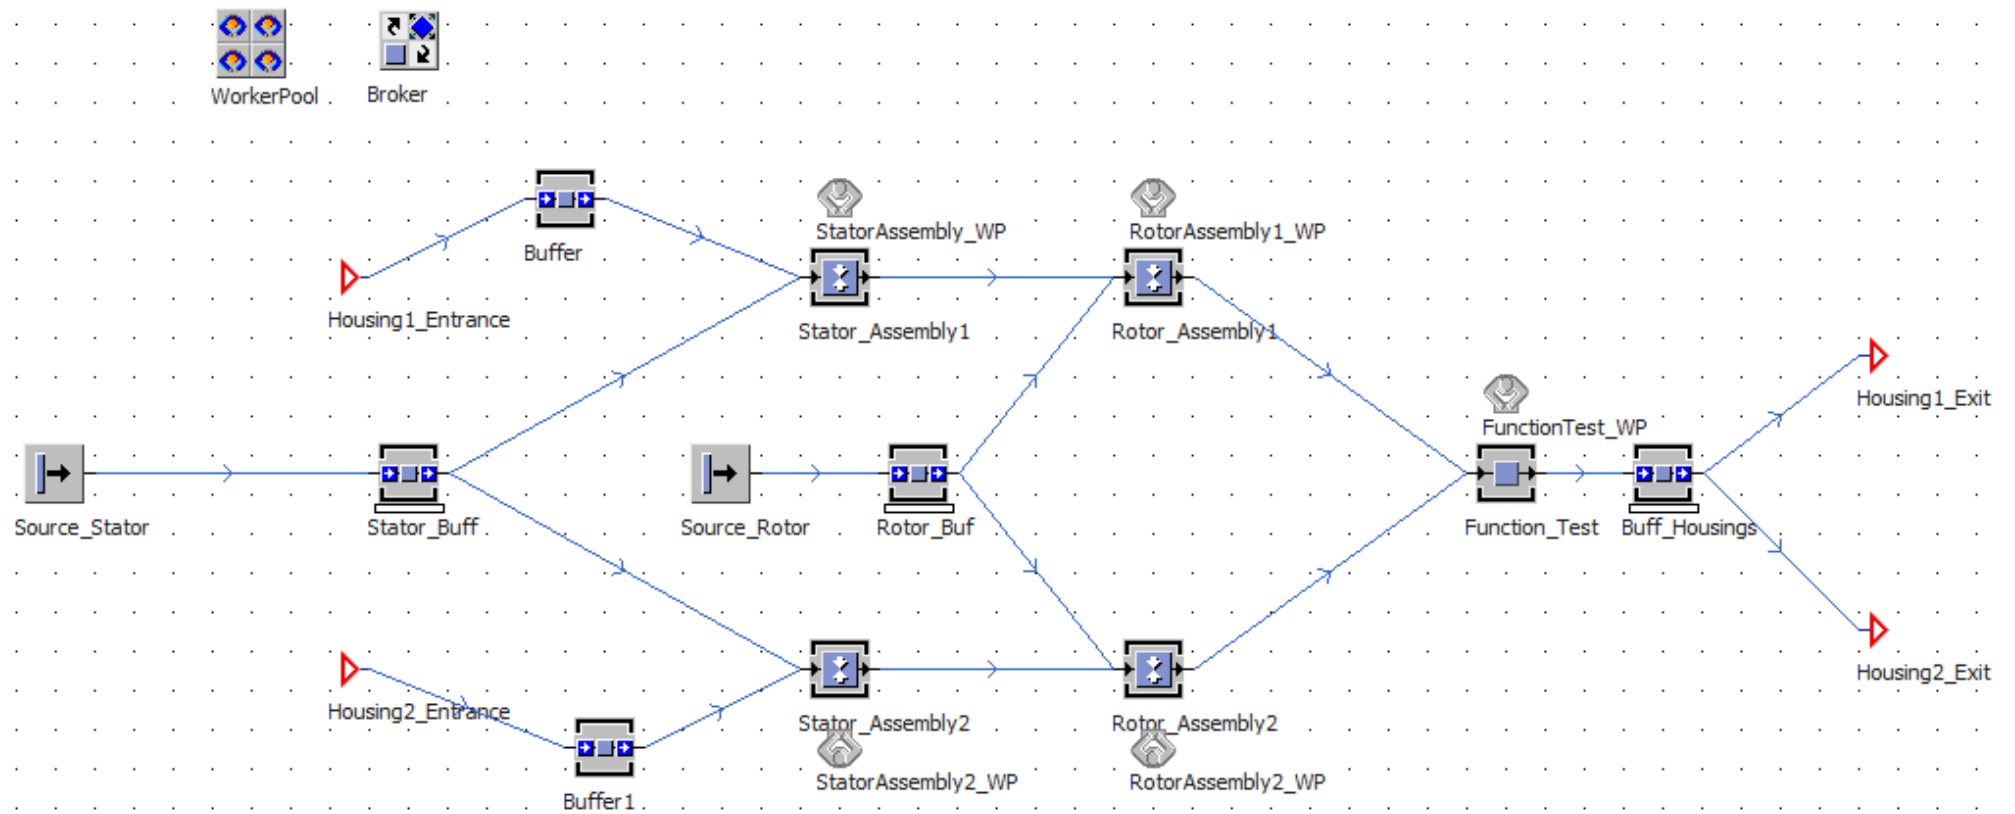 WorkerPool
Broker
StatorAssembly_WP
RotorAssembly1_WP
Buffer
Housing1_Entrance
Stator_Assembly1
Rotor_Assembly1
Housing1_Exit
FunctionTest_WP
Source_Stator
Stator_Buff
Source_Rotor
Rotor_Buf
Function_Test
Buff_Housings
Housing2_Exit
Housing2_Entrance
Stator_Assembly2
Rotor_Assembly2
StatorAssembly2_WP
RotorAssembly2_WP
Buffer1